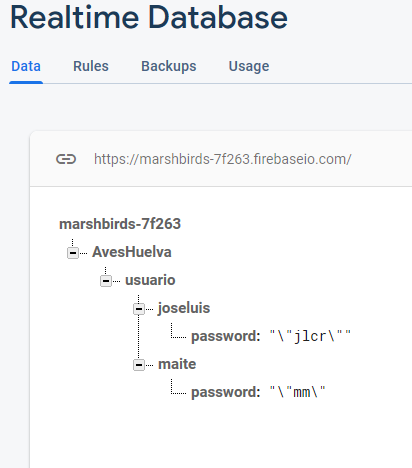 Realtime Database
Data Rules Backups Usage
https://marshbirds-7f263.firebaseio.com/
marshbirds-7f263
AvesHuelva
usuario
joseluis
password: "\"jlcr\""
maite
password: "\"mm\"